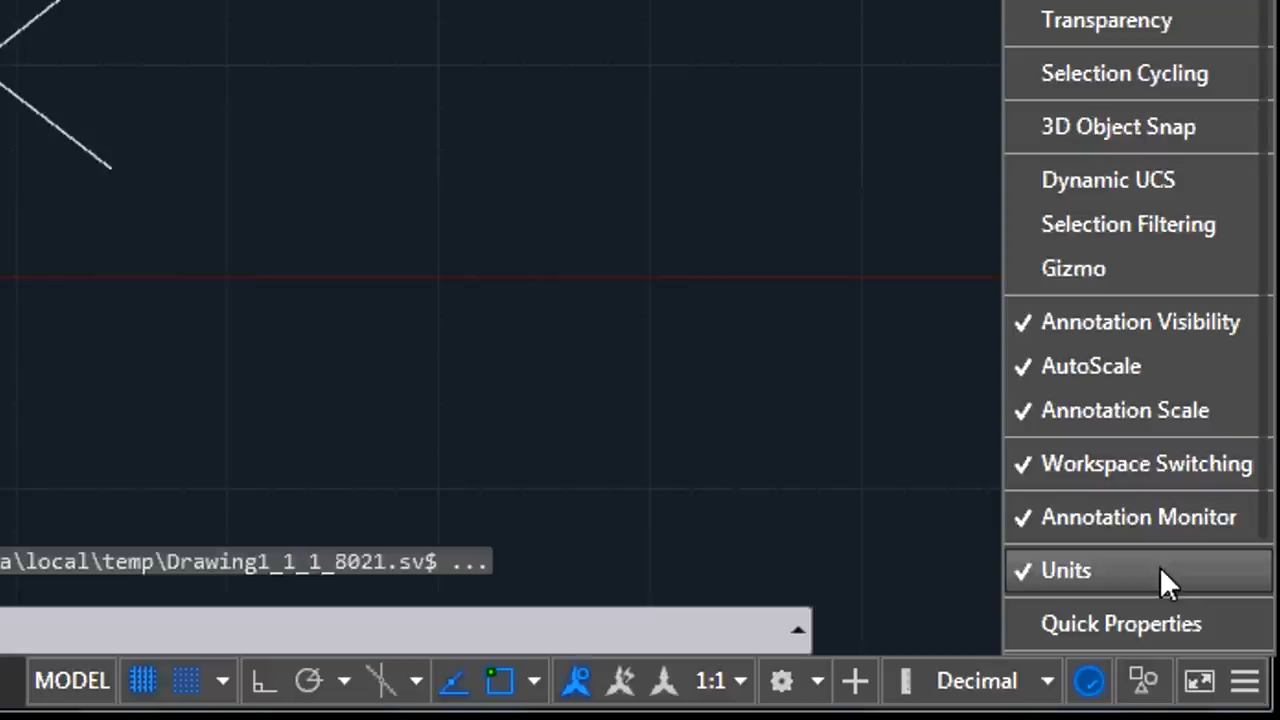 Transparency
Selection Cycling
3D Object Snap
Dynamic UCS
Selection Filtering
Gizmo
✓ Annotation Visibility
✓ AutoScale
✓ Annotation Scale
✓ Workspace Switching
✓ Annotation Monitor
✓ Units
Quick Properties
a\local\temp\Drawing1_1_1_8021.sv$ ...
MODEL 1:1 Decimal